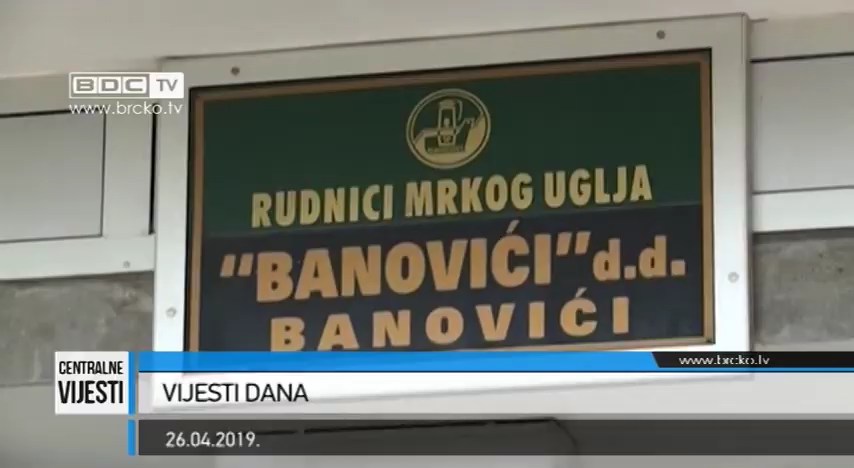 BDC TV
www.brcko.tv
RUDNICI MRKOG UGLJA
"BANOVIĆI" d.d.
BANOVIĆI
www.brcko.tv
CENTRALNE
VIJESTI
VIJESTI DANA
26.04.2019.